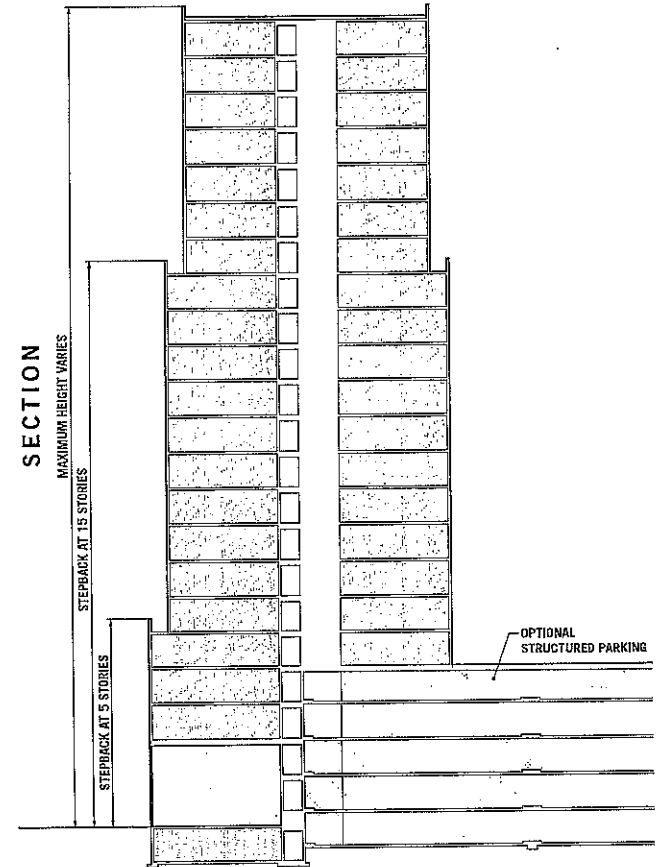 SECTION
MAXIMUM HEIGHT VARIES
STEPBACK AT 15 STORIES
STEPBACK AT 5 STORIES
OPTIONAL
STRUCTURED PARKING